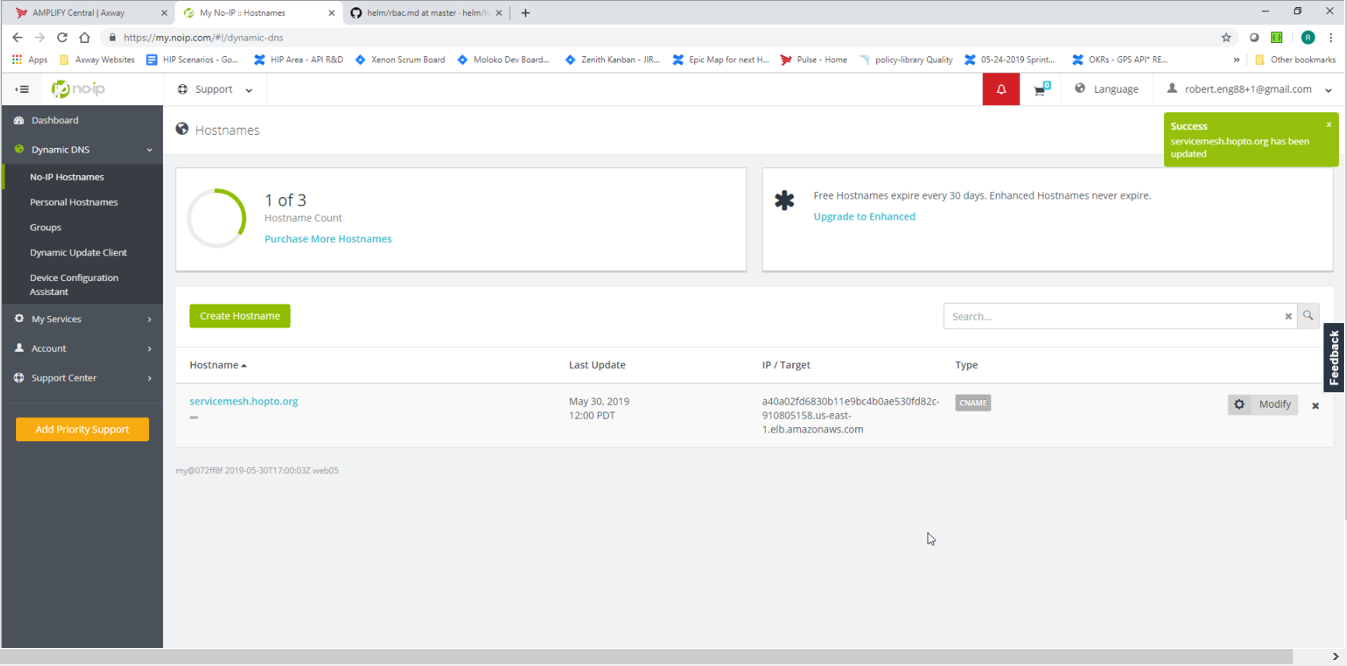 AMPLIFY Central | Axway
My No-IP :: Hostnames
helm/rbac.md at master · helm/h
https://my.noip.com/#!/dynamic-dns
R
Apps
Axway Websites
HIP Scenarios - Go...
HIP Area - API R&D
Xenon Scrum Board
Moloko Dev Board...
Zenith Kanban - JIR...
Epic Map for next H...
Pulse - Home
policy-library Quality
05-24-2019 Sprint...
OKRs - GPS API* RE...
»
Other bookmarks
no-ip
Support
0
Language
robert.eng88+1@gmail.com
Dashboard
Dynamic DNS
No-IP Hostnames
Personal Hostnames
Groups
Dynamic Update Client
Device Configuration
Assistant
My Services
Account
Support Center
Add Priority Support
Hostnames
Success
x
servicemesh.hopto.org has been
updated
1 of 3
Hostname Count
Purchase More Hostnames
Free Hostnames expire every 30 days. Enhanced Hostnames never expire.
Upgrade to Enhanced
Create Hostname
Search...
Feedback
Hostname
Last Update
IP / Target
Type
servicemesh.hopto.org
May 30, 2019
12:00 PDT
a40a02fd6830b11e9bc4b0ae530fd82c-
910805158.us-east-
1.elb.amazonaws.com
CNAME
Modify
my@072ff8f 2019-05-30T17:00:03Z web05